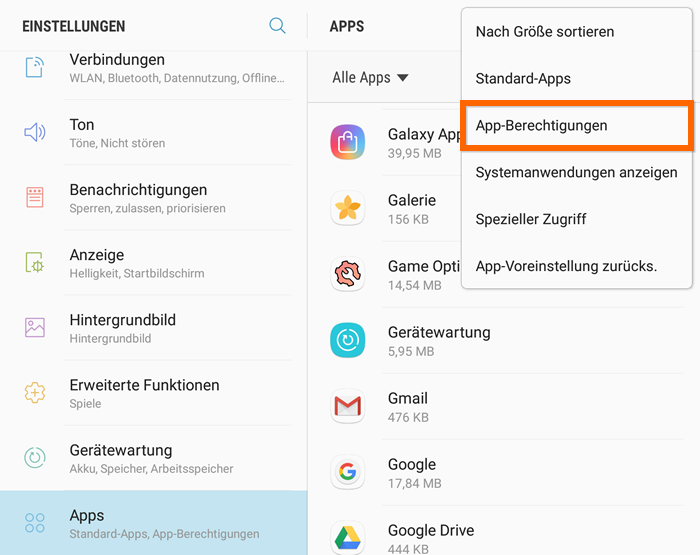 EINSTELLUNGEN
Verbindungen
WLAN, Bluetooth, Datennutzung, Offline...
Ton
Töne, Nicht stören
Benachrichtigungen
Sperren, zulassen, priorisieren
Anzeige
Helligkeit, Startbildschirm
Hintergrundbild
Hintergrundbild
Erweiterte Funktionen
Spiele
Gerätewartung
Akku, Speicher, Arbeitsspeicher
Apps
Standard-Apps, App-Berechtigungen
APPS
Alle Apps
Galaxy App
39,95 MB
Galerie
156 KB
Game Opti
14,54 MB
Gerätewartung
5,95 MB
Gmail
476 KB
Google
17,84 MB
Google Drive
444 KB
Nach Größe sortieren
Standard-Apps
App-Berechtigungen
Systemanwendungen anzeigen
Spezieller Zugriff
App-Voreinstellung zurücks.